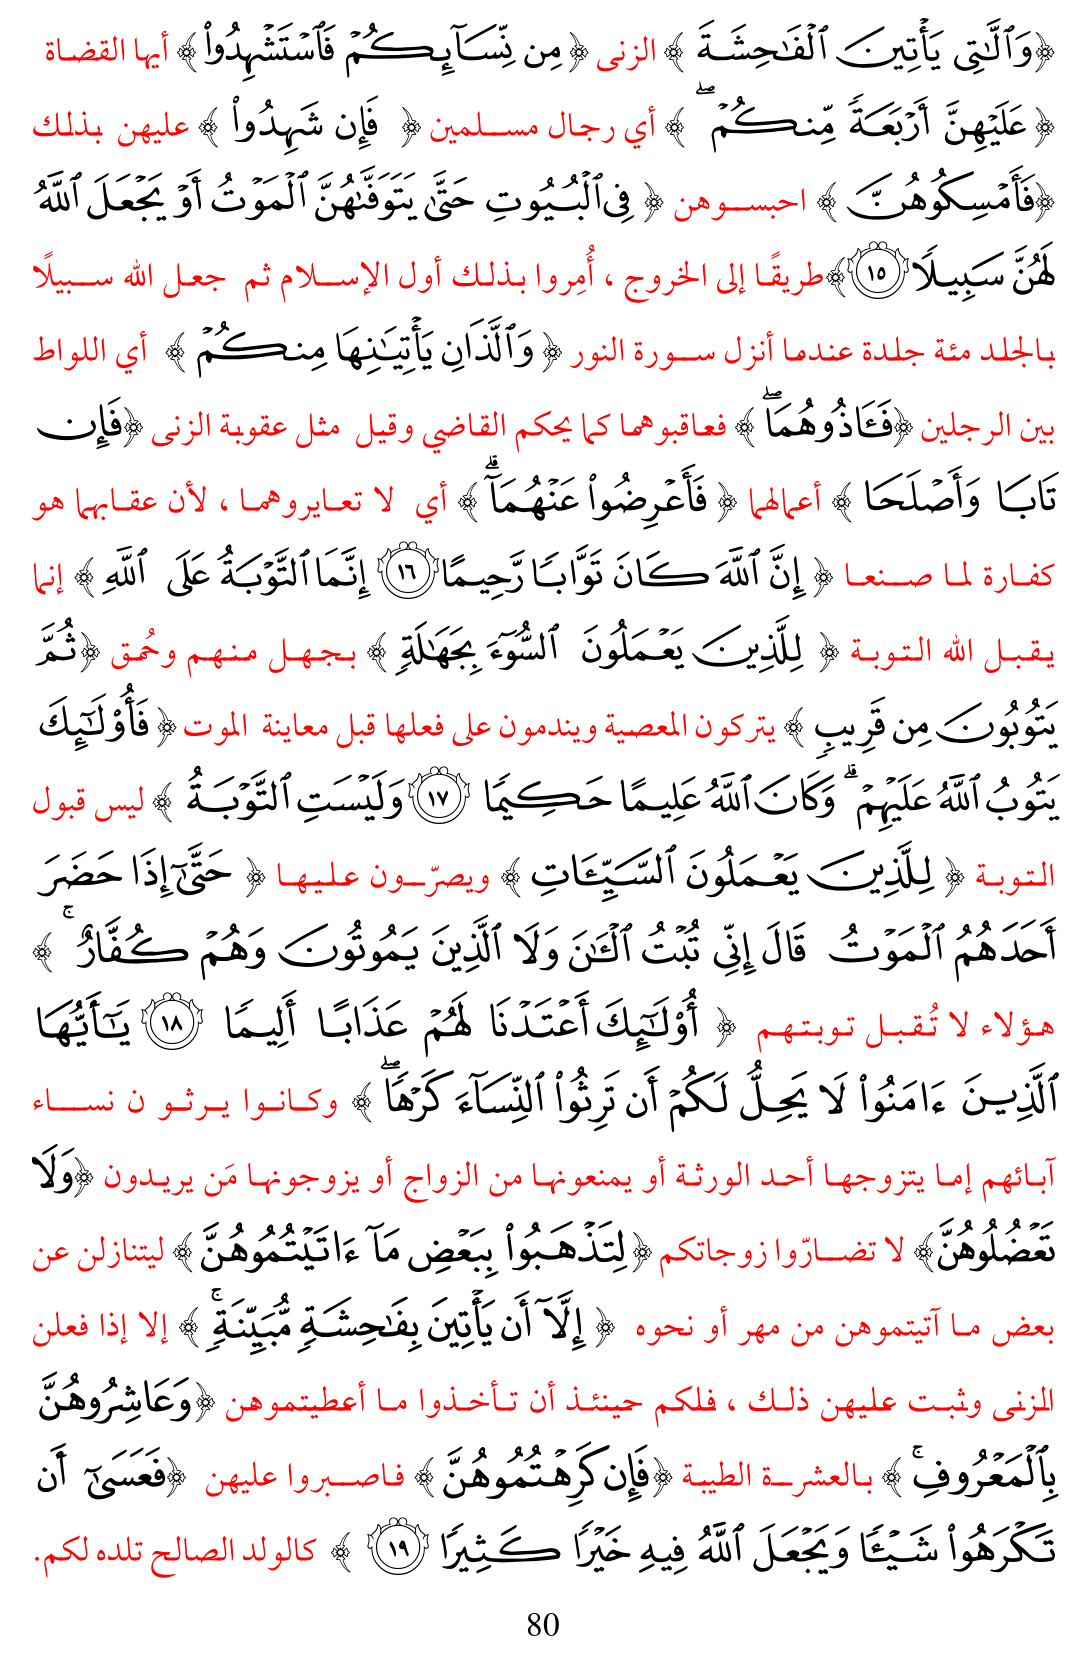 ﴿وَٱلَّٰتِى يَأْتِينَ ٱلْفَٰحِشَةَ ﴾ الزنى ﴿مِن نِّسَآئِكُمْ فَٱسْتَشْهِدُوا۟﴾ أيها القضاة
﴿ عَلَيْهِنَّ أَرْبَعَةً مِّنكُمْ ۖ ﴾ أي رجال مسلمين ﴿ فَإِن شَهِدُوا۟ ﴾ عليهن بذلك
﴿فَأَمْسِكُوهُنَّ ﴾ احبسوهن ﴿ فِى ٱلْبُيُوتِ حَتَّىٰ يَتَوَفَّىٰهُنَّ ٱلْمَوْتُ أَوْ يَجْعَلَ ٱللَّهُ
لَهُنَّ سَبِيلًا ١٥﴾ طريقًا إلى الخروج ، أُمِروا بذلك أول الإسلام ثم جعل الله سبيلًا
بالجلد مئة جلدة عندما أنزل سورة النور ﴿ وَٱلَّذَانِ يَأْتِيَٰنِهَا مِنكُمْ ﴾ أي اللواط
بين الرجلين ﴿فَـَٔاذُوهُمَا ۖ ﴾ فعاقبوهما كما يحكم القاضي وقيل مثل عقوبة الزنى ﴿فَإِن
تَابَا وَأَصْلَحَا ﴾ أعمالهما ﴿ فَأَعْرِضُوا۟ عَنْهُمَآ ۗ ﴾ أي لا تعايروهما ، لأن عقابهما هو
كفارة لما صنعا ﴿ إِنَّ ٱللَّهَ كَانَ تَوَّابًا رَّحِيمًا ١٦ إِنَّمَا ٱلتَّوْبَةُ عَلَى ٱللَّهِ ﴾ إنما
يقبل الله التوبة ﴿ لِلَّذِينَ يَعْمَلُونَ ٱلسُّوٓءَ بِجَهَٰلَةٍ ﴾ بجهل منهم وحُمق ﴿ثُمَّ
يَتُوبُونَ مِن قَرِيبٍ ﴾ يتركون المعصية ويندمون على فعلها قبل معاينة الموت ﴿ فَأُو۟لَٰٓئِكَ
يَتُوبُ ٱللَّهُ عَلَيْهِمْ ۗ وَكَانَ ٱللَّهُ عَلِيمًا حَكِيمًا ١٧ وَلَيْسَتِ ٱلتَّوْبَةُ ﴾ ليس قبول
التوبة ﴿ لِلَّذِينَ يَعْمَلُونَ ٱلسَّيِّـَٔاتِ ﴾ ويصرّون عليها ﴿ حَتَّىٰٓ إِذَا حَضَرَ
أَحَدَهُمُ ٱلْمَوْتُ قَالَ إِنِّى تُبْتُ ٱلْـَٰٔنَ وَلَا ٱلَّذِينَ يَمُوتُونَ وَهُمْ كُفَّارٌ ۚ ﴾
هؤلاء لا تُقبل توبتهم ﴿ أُو۟لَٰٓئِكَ أَعْتَدْنَا لَهُمْ عَذَابًا أَلِيمًا ١٨ يَٰٓأَيُّهَا
ٱلَّذِينَ ءَامَنُوا۟ لَا يَحِلُّ لَكُمْ أَن تَرِثُوا۟ ٱلنِّسَآءَ كَرْهًا ۖ ﴾ وكانوا يرثو ن نساء
آبائهم إما يتزوجها أحد الورثة أو يمنعونها من الزواج أو يزوجونها مَن يريدون ﴿وَلَا
تَعْضُلُوهُنَّ﴾ لا تضارّوا زوجاتكم ﴿لِتَذْهَبُوا۟ بِبَعْضِ مَآ ءَاتَيْتُمُوهُنَّ ﴾ ليتنازلن عن
بعض ما آتيتموهن من مهر أو نحوه ﴿ إِلَّآ أَن يَأْتِينَ بِفَٰحِشَةٍ مُّبَيِّنَةٍ ۚ ﴾ إلا إذا فعلن
الزنى وثبت عليهن ذلك ، فلكم حينئذ أن تأخذوا ما أعطيتموهن ﴿وَعَاشِرُوهُنَّ
بِٱلْمَعْرُوفِ ۚ ﴾ بالعشرة الطيبة ﴿فَإِن كَرِهْتُمُوهُنَّ ﴾ فاصبروا عليهن ﴿فَعَسَىٰٓ أَن
تَكْرَهُوا۟ شَيْـًٔا وَيَجْعَلَ ٱللَّهُ فِيهِ خَيْرًا كَثِيرًا ١٩ ﴾ كالولد الصالح تلده لكم.
80